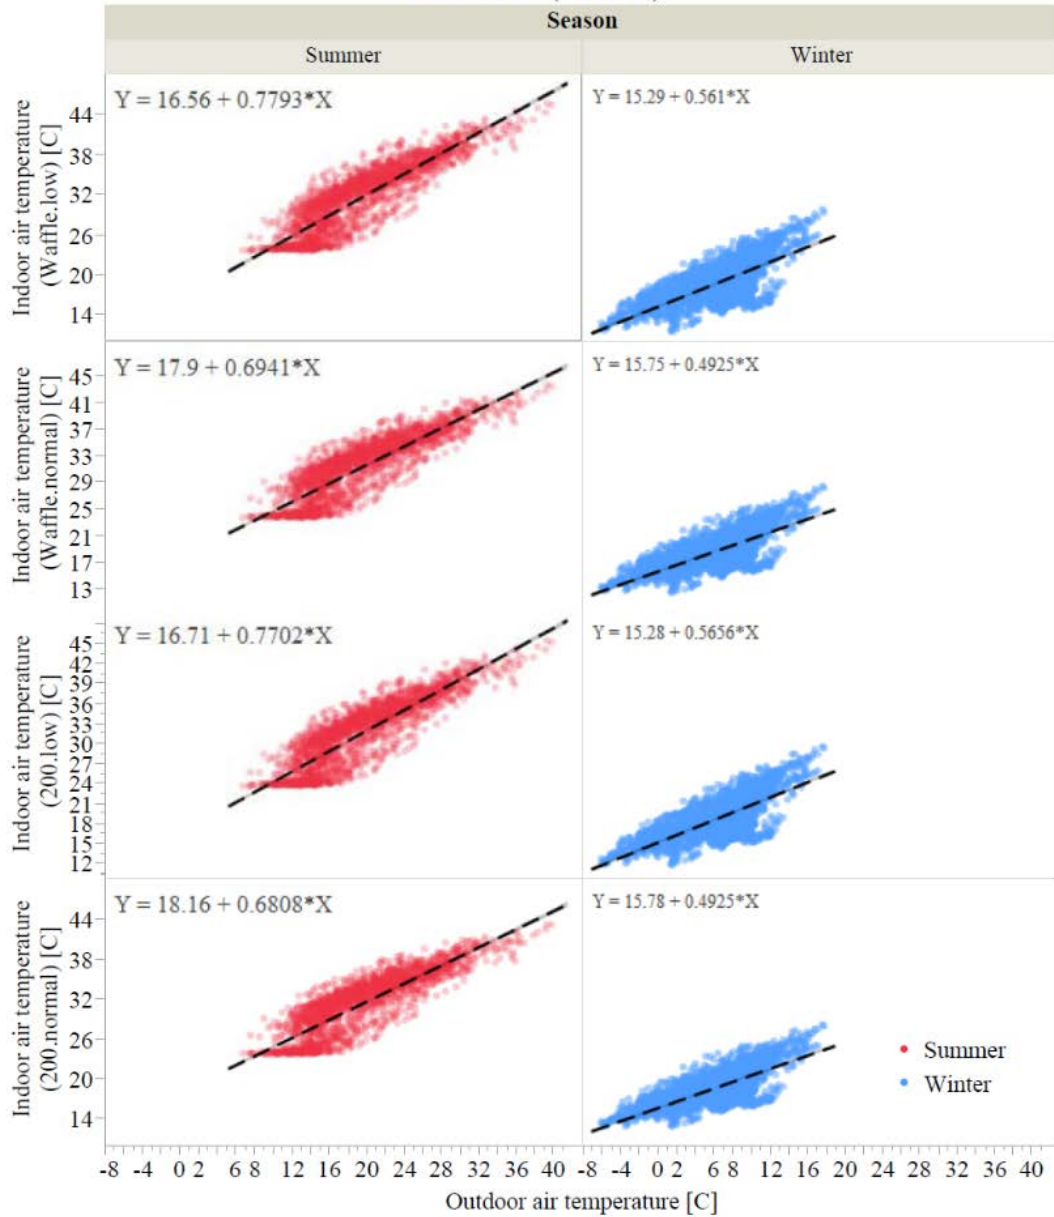 Season
Summer Winter
Indoor air temperature
(Waffle.low) [C]
44
38
32
26
20
14
Y = 16.56 + 0.7793*X
Y = 15.29 + 0.561*X
Indoor air temperature
(Waffle.normal) [C]
45
41
37
33
29
25
21
17
13
Y = 17.9 + 0.6941*X
Y = 15.75 + 0.4925*X
Indoor air temperature
(200.low) [C]
45
42
39
36
33
30
27
24
21
18
15
12
Y = 16.71 + 0.7702*X
Y = 15.28 + 0.5656*X
Indoor air temperature
(200.normal) [C]
44
38
32
26
20
14
Y = 18.16 + 0.6808*X
Y = 15.78 + 0.4925*X
Summer
Winter
-8 -4 0 2 6 8 12 16 20 24 28 32 36 40 -8 -4 0 2 6 8 12 16 20 24 28 32 36 40
Outdoor air temperature [C]